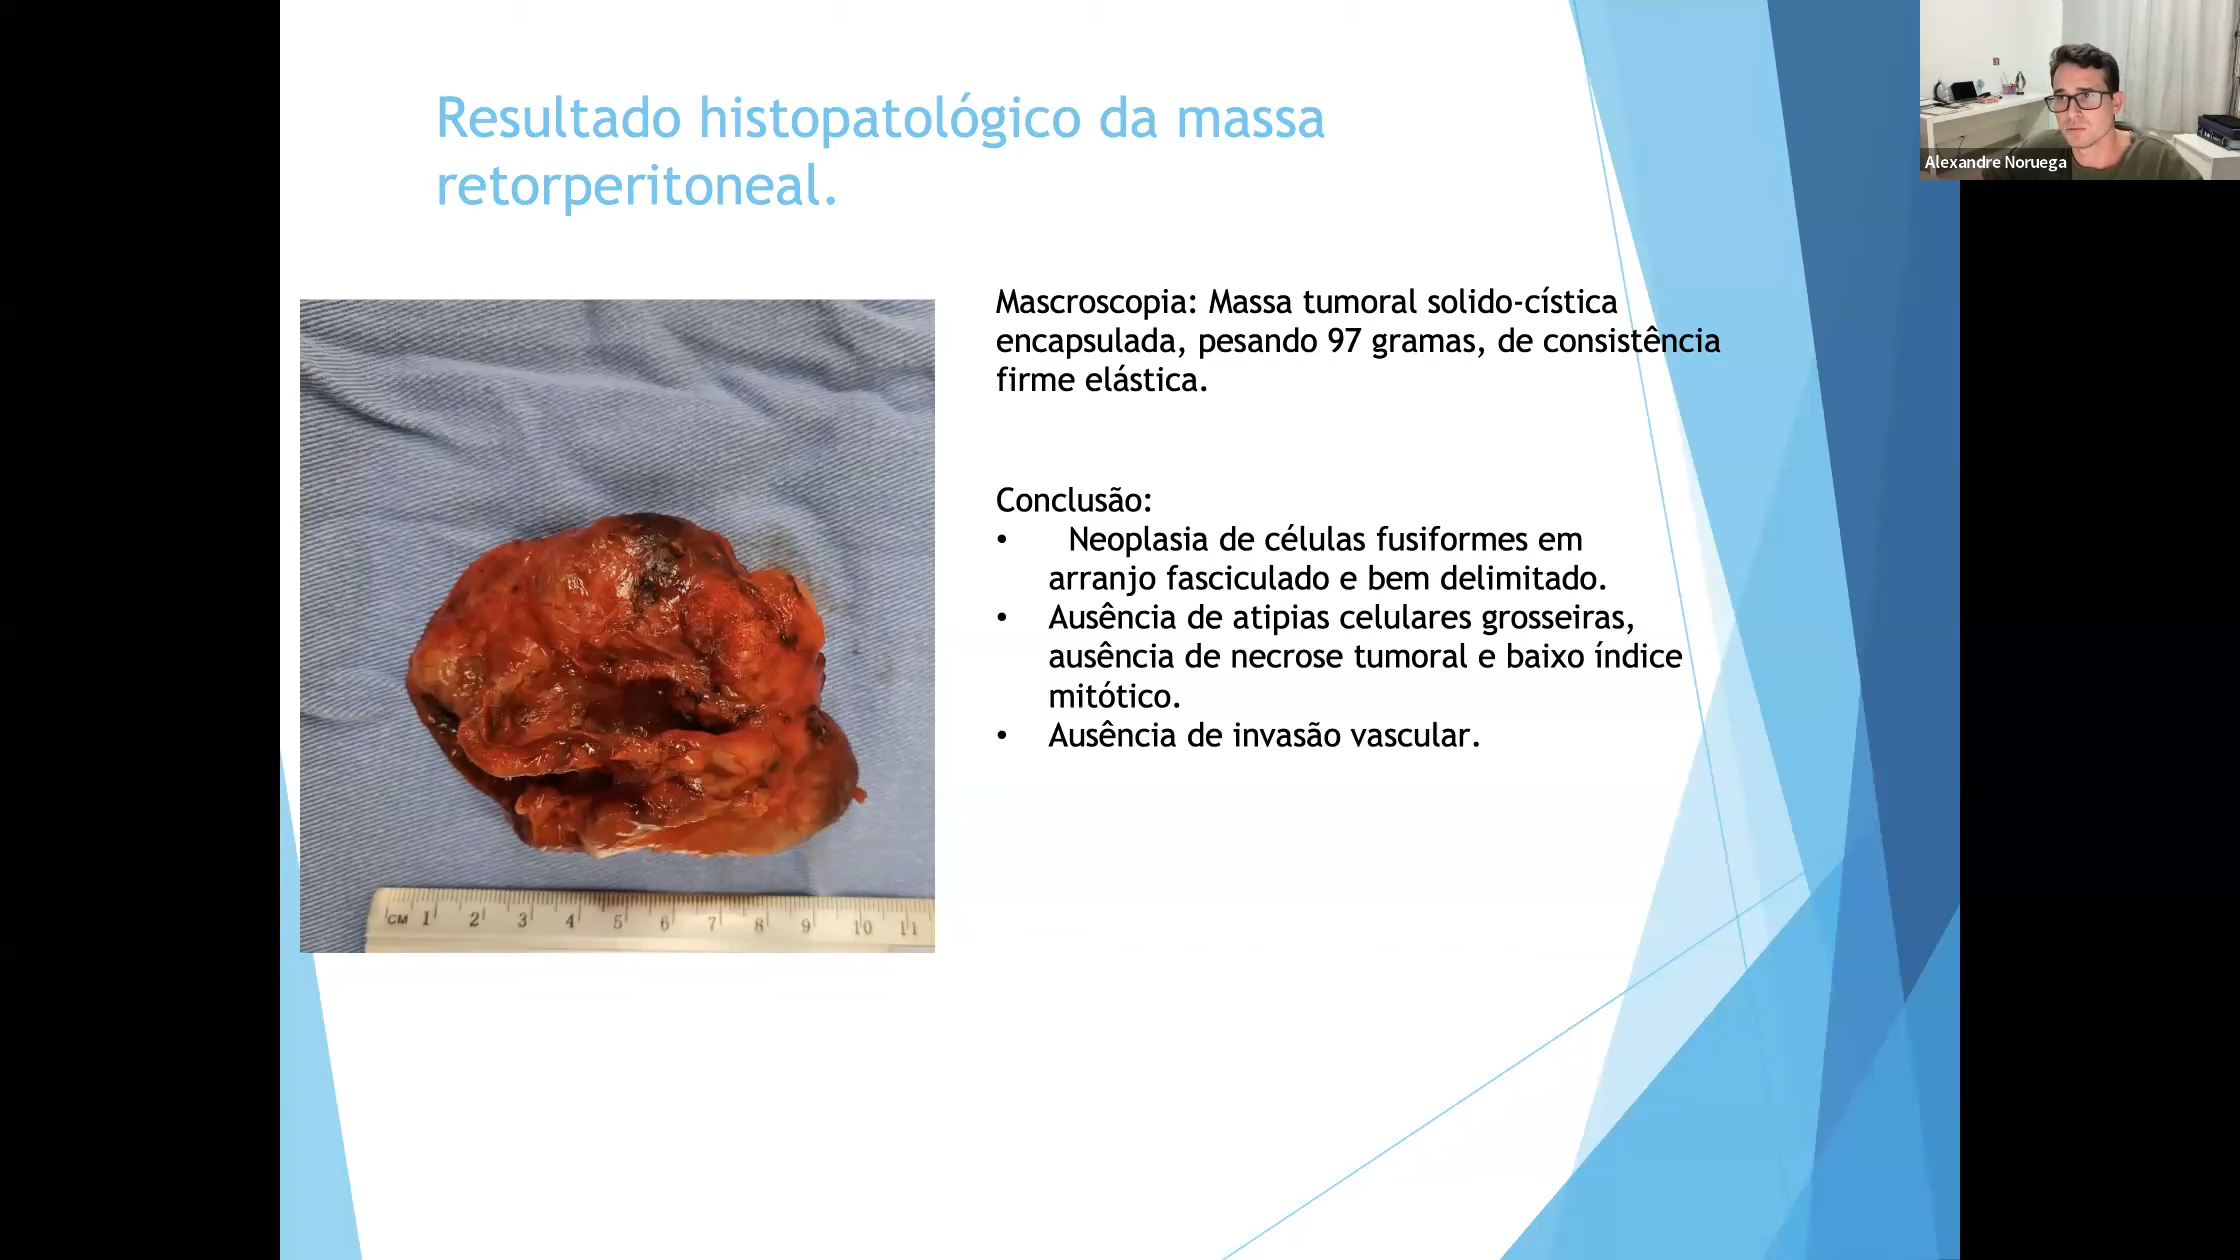 Resultado histopatológico da massa
retorperitoneal.
Alexandre Noruega
Mascroscopia: Massa tumoral solido-cística
encapsulada, pesando 97 gramas, de consistência
firme elástica.
Conclusão:
• Neoplasia de células fusiformes em
arranjo fasciculado e bem delimitado.
• Ausência de atipias celulares grosseiras,
ausência de necrose tumoral e baixo índice
mitótico.
• Ausência de invasão vascular.
CM 1 2 3 4 5 6 7 8 9 10 11